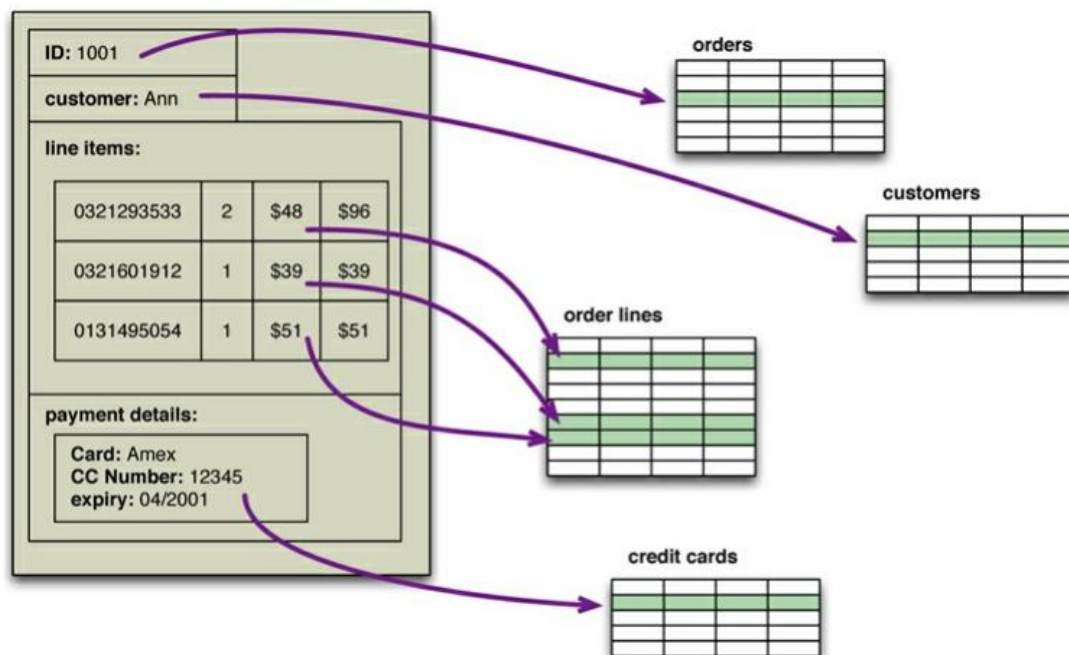 ID: 1001
customer: Ann
line items:
0321293533 2 $48 $96
0321601912 1 $39 $39
0131495054 1 $51 $51
payment details:
Card: Amex
CC Number: 12345
expiry: 04/2001
orders
customers
order lines
credit cards